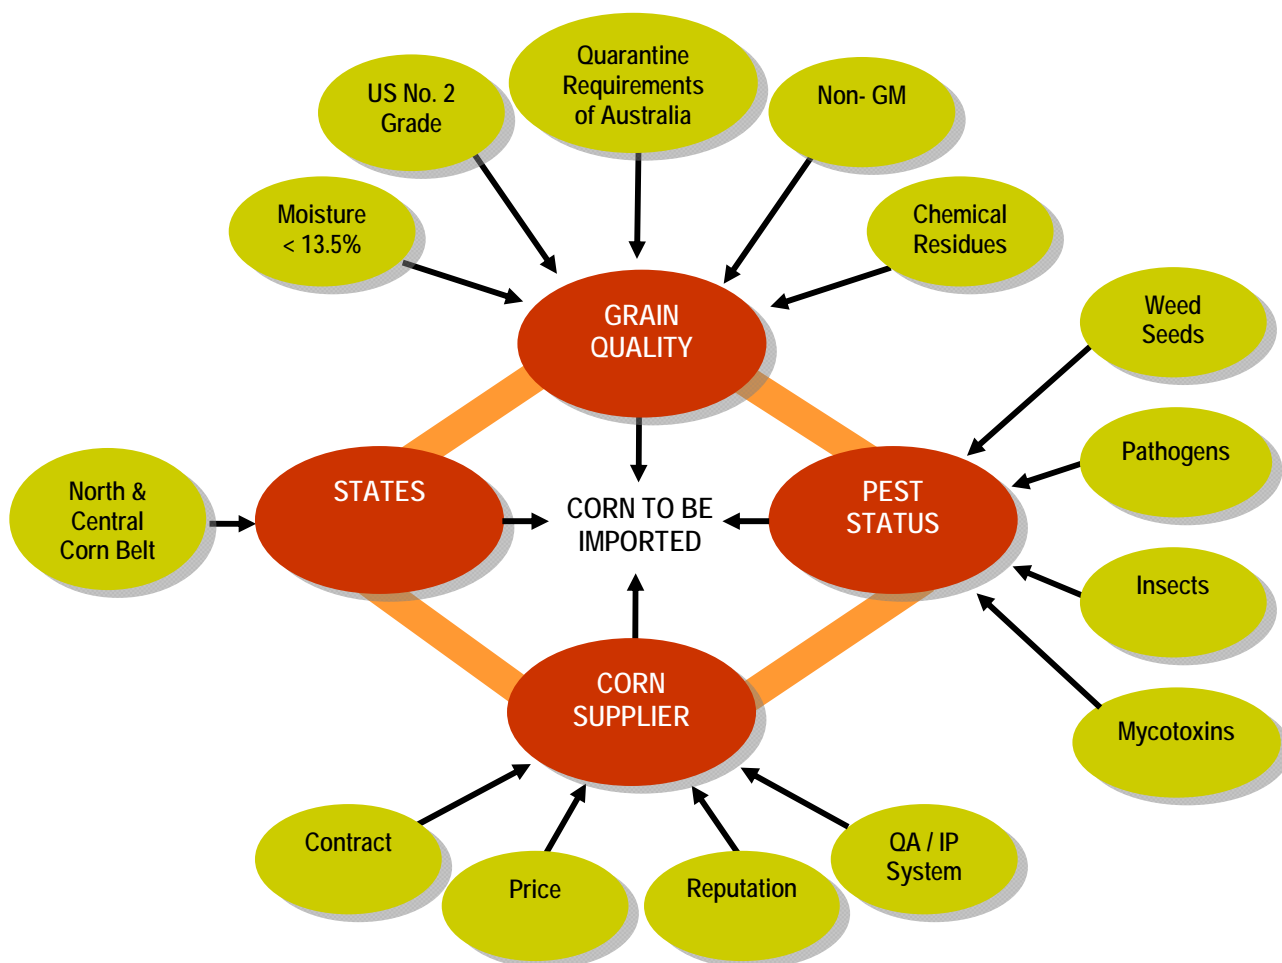 Quarantine
Requirements
of Australia
US No. 2
Grade
Non- GM
Moisture
< 13.5%
Chemical
Residues
GRAIN
QUALITY
Weed
Seeds
Pathogens
North &
Central
Corn Belt
STATES
CORN TO BE
IMPORTED
PEST
STATUS
Insects
CORN
SUPPLIER
Mycotoxins
Contract
Price
Reputation
QA / IP
System